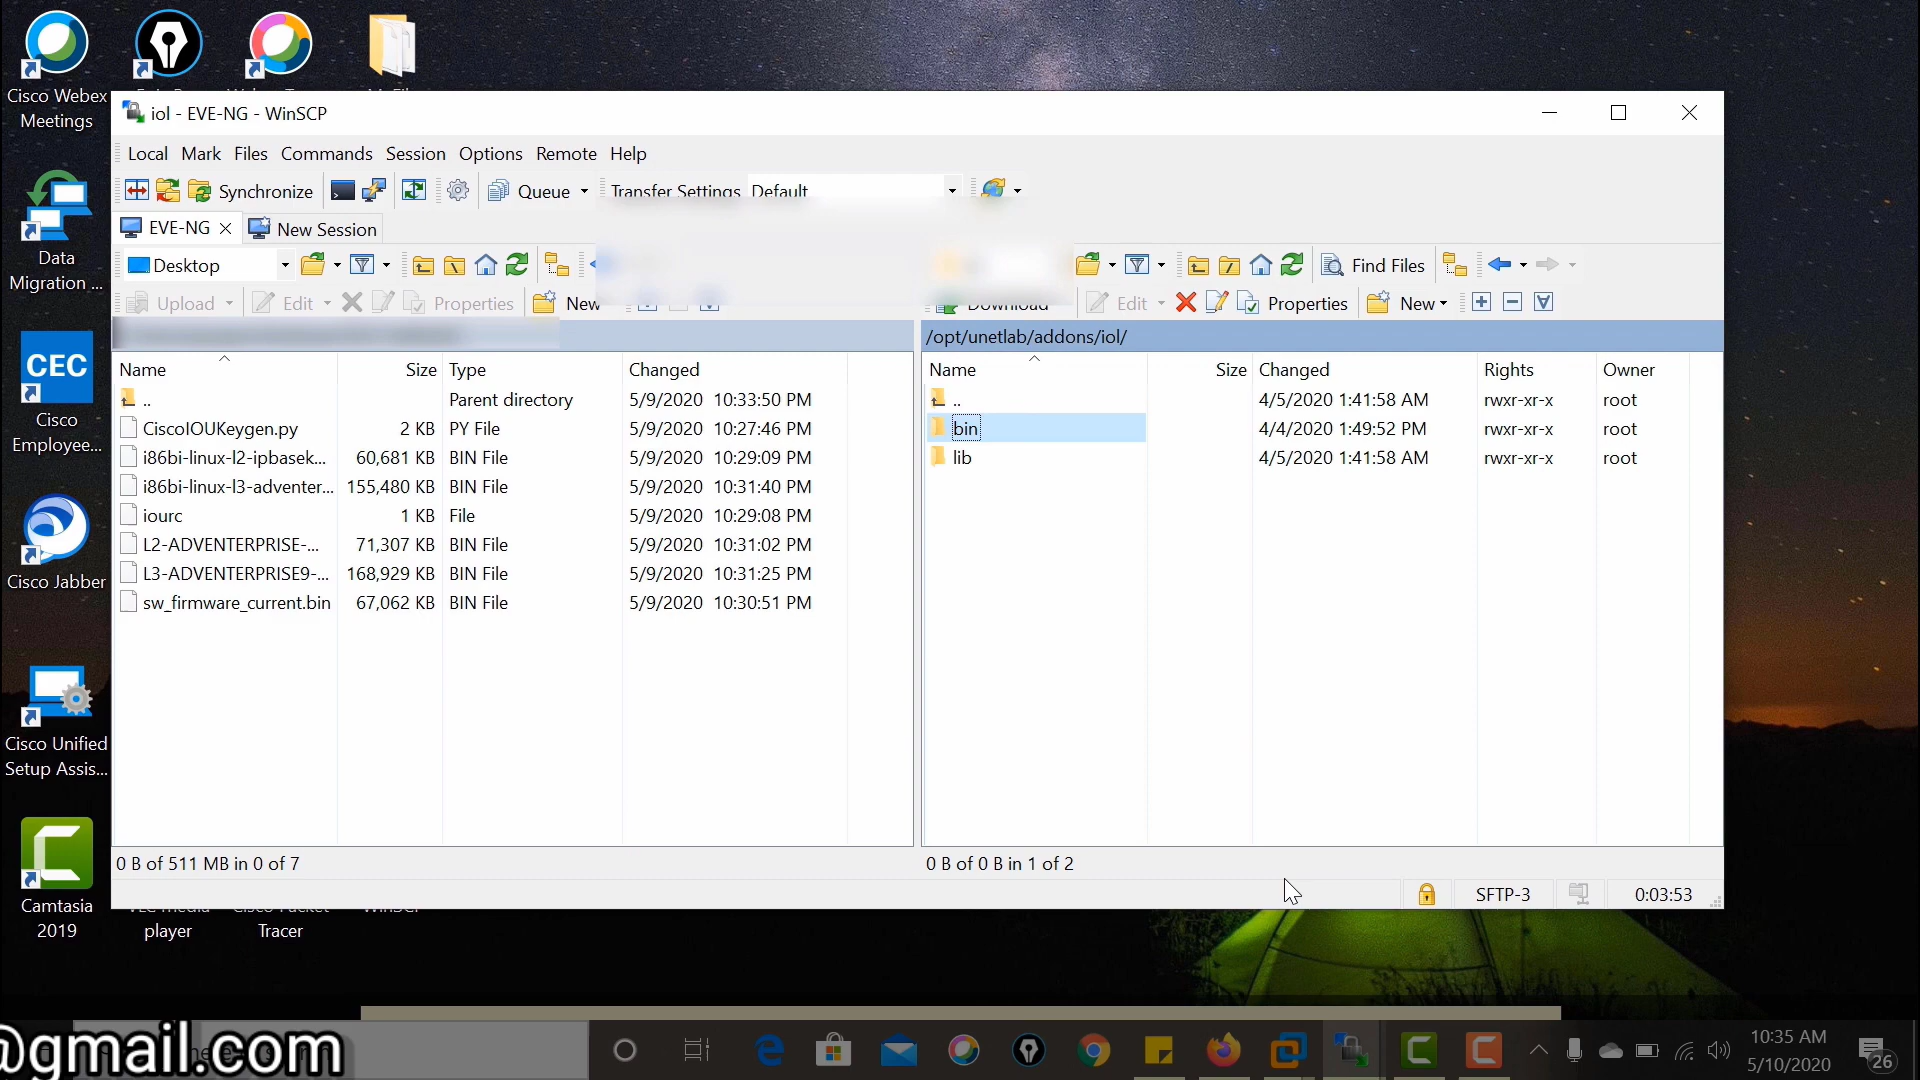 Cisco Webex
Meetings
iol - EVE-NG - WinSCP
Local Mark Files Commands Session Options Remote Help
Synchronize
Queue
Transfer Settings Default
EVE-NG
New Session
Desktop
Find Files
Upload
Edit
Properties
New
Download
Edit
Properties
New
/opt/unetlab/addons/iol/
Name Size Type Changed
.. Parent directory 5/9/2020 10:33:50 PM
CiscoIOUKeygen.py 2 KB PY File 5/9/2020 10:27:46 PM
i86bi-linux-l2-ipbasek... 60,681 KB BIN File 5/9/2020 10:29:09 PM
i86bi-linux-l3-adventer... 155,480 KB BIN File 5/9/2020 10:31:40 PM
iourc 1 KB File 5/9/2020 10:29:08 PM
L2-ADVENTERPRISE-... 71,307 KB BIN File 5/9/2020 10:31:02 PM
L3-ADVENTERPRISE9-... 168,929 KB BIN File 5/9/2020 10:31:25 PM
sw_firmware_current.bin 67,062 KB BIN File 5/9/2020 10:30:51 PM
0 B of 511 MB in 0 of 7
Name Size Changed Rights Owner
.. 4/5/2020 1:41:58 AM rwxr-xr-x root
bin 4/4/2020 1:49:52 PM rwxr-xr-x root
lib 4/5/2020 1:41:58 AM rwxr-xr-x root
0 B of 0 B in 1 of 2
SFTP-3
0:03:53
Data
Migration ...
CEC
Cisco
Employee...
Cisco Jabber
Cisco Unified
Setup Assis...
Camtasia
2019
VLC media
player
Cisco Packet
Tracer
WinSCP
@gmail.com
10:35 AM
5/10/2020
26